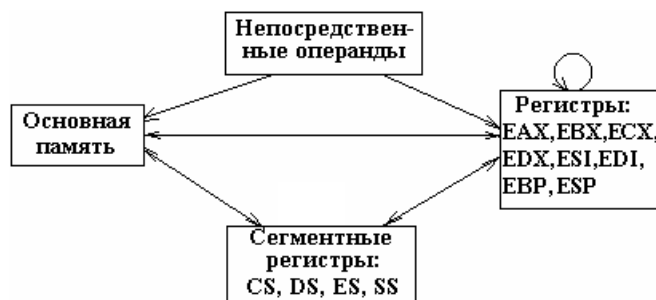 Непосредствен-
ные операнды
Основная
память
Регистры:
EAX,EBX,ECX,
EDX,ESI,EDI,
EBP,ESP
Сегментные
регистры:
CS, DS, ES, SS